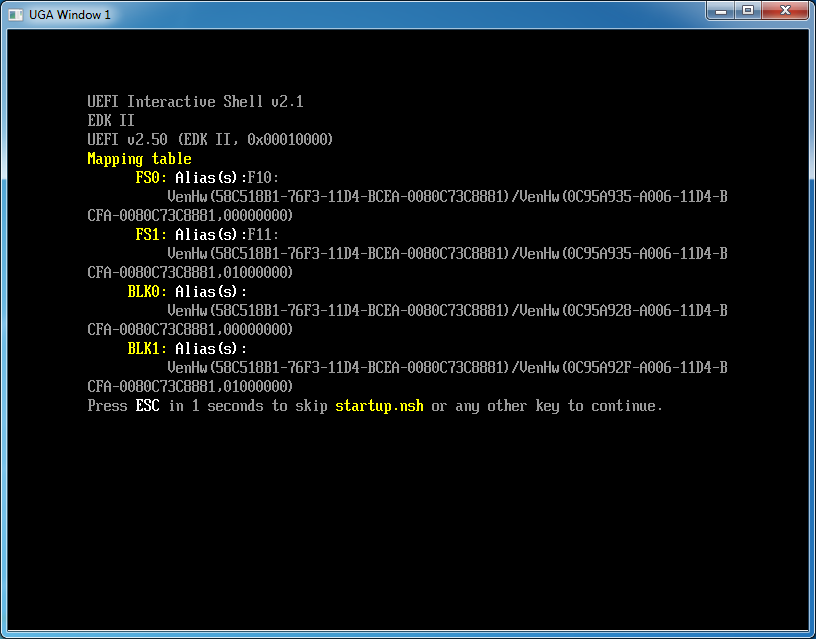 UGA Window 1
UEFI Interactive Shell v2.1
EDK II
UEFI v2.50 (EDK II, 0x00010000)
Mapping table
FS0: Alias(s):F10:
VenHw(58C518B1-76F3-11D4-BCEA-0080C73C8881)/VenHw(0C95A935-A006-11D4-B
CFA-0080C73C8881,00000000)
FS1: Alias(s):F11:
VenHw(58C518B1-76F3-11D4-BCEA-0080C73C8881)/VenHw(0C95A935-A006-11D4-B
CFA-0080C73C8881,01000000)
BLK0: Alias(s):
VenHw(58C518B1-76F3-11D4-BCEA-0080C73C8881)/VenHw(0C95A928-A006-11D4-B
CFA-0080C73C8881,00000000)
BLK1: Alias(s):
VenHw(58C518B1-76F3-11D4-BCEA-0080C73C8881)/VenHw(0C95A92F-A006-11D4-B
CFA-0080C73C8881,01000000)
Press ESC in 1 seconds to skip startup.nsh or any other key to continue.